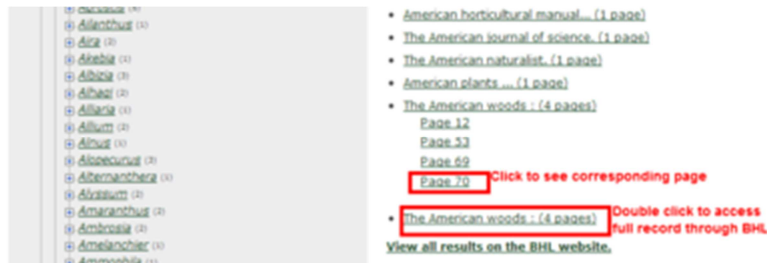 Ailanthus (1)
Aira (2)
Akebia (1)
Albizia (3)
Alhagi (2)
Alliaria (1)
Allium (2)
Alnus (1)
Alopecurus (3)
Alternanthera (1)
Alyssum (2)
Amaranthus (2)
Ambrosia (2)
Amelanchier (1)
Ammophila (1)
American horticultural manual... (1 page)
The American journal of science. (1 page)
The American naturalist. (1 page)
American plants ... (1 page)
The American woods : (4 pages)
Page 12
Page 53
Page 69
Page 70 Click to see corresponding page
The American woods : (4 pages) Double click to access
full record through BHL
View all results on the BHL website.